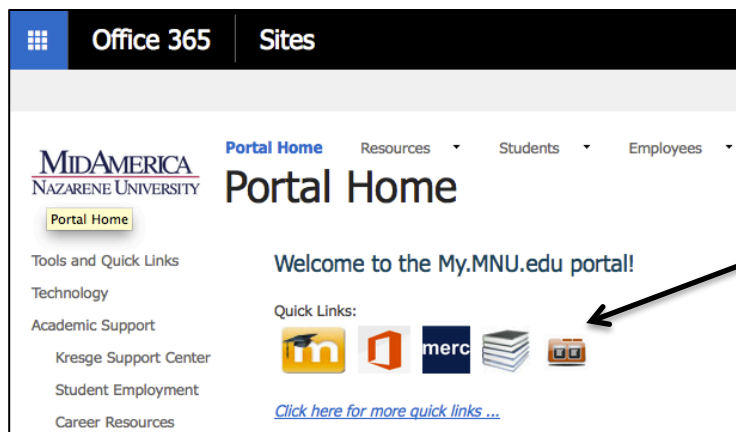 Office 365 Sites
MIDAMERICA
NAZARENE UNIVERSITY
Portal Home
Portal Home Resources Students Employees
Portal Home
Tools and Quick Links
Technology
Academic Support
Kresge Support Center
Student Employment
Career Resources
Welcome to the My.MNU.edu portal!
Quick Links:
m merc
Click here for more quick links ...